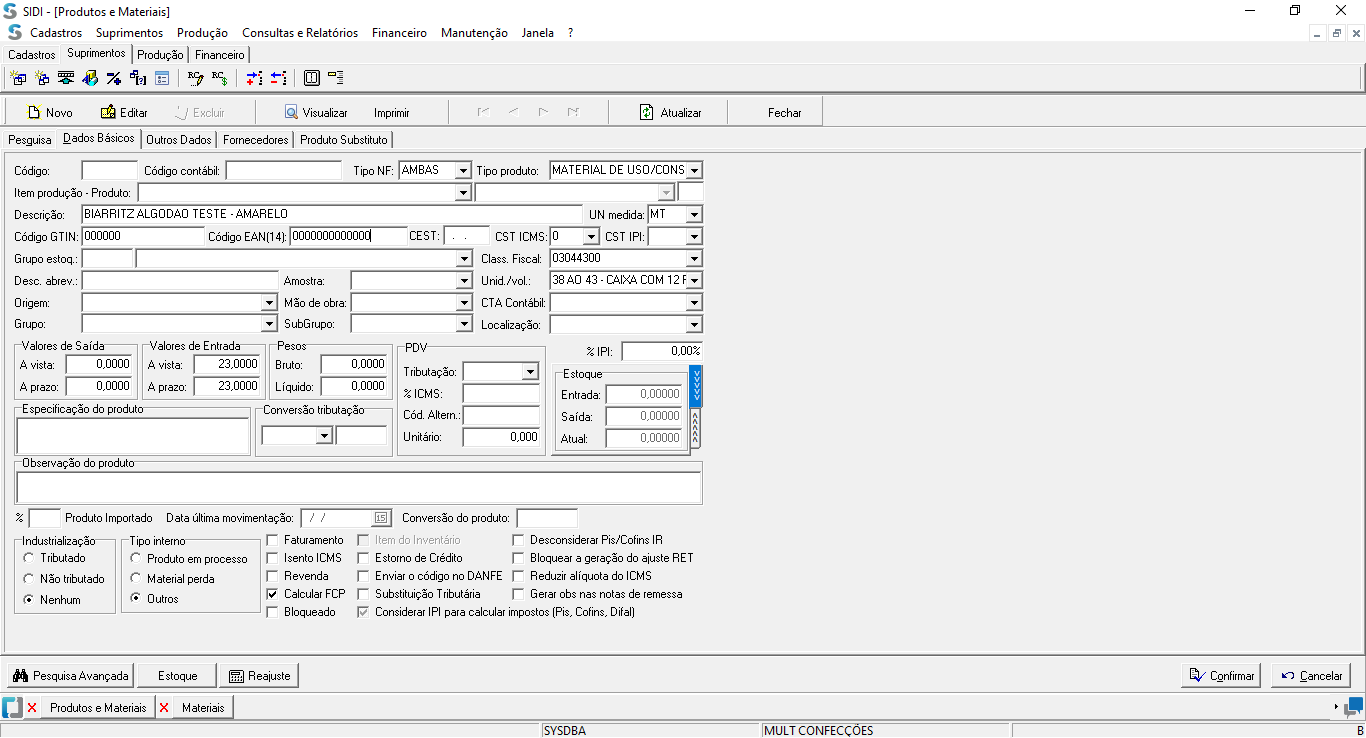 SIDI - [Produtos e Materiais]
Cadastros Suprimentos Produção Consultas e Relatórios Financeiro Manutenção Janela ?
Cadastros Suprimentos Produção Financeiro
Novo Editar Excluir Visualizar Imprimir Atualizar Fechar
Pesquisa Dados Básicos Outros Dados Fornecedores Produto Substituto
Código: Código contábil: Tipo NF: AMBAS Tipo produto: MATERIAL DE USO/CONS
Item produção - Produto:
Descrição: BIARRITZ ALGODAO TESTE - AMARELO UN medida: MT
Código GTIN: 000000 Código EAN(14): 0000000000000 CEST: . . CST ICMS: 0 CST IPI:
Grupo estoq.: Class. Fiscal: 03044300
Desc. abrev.: Amostra: Unid./vol.: 38 AO 43 - CAIXA COM 12 F
Origem: Mão de obra: CTA Contábil:
Grupo: SubGrupo: Localização:
Valores de Saída Valores de Entrada Pesos PDV % IPI: 0,00%
A vista: 0,0000 A vista: 23,0000 Bruto: 0,0000 Tributação: Estoque
A prazo: 0,0000 A prazo: 23,0000 Líquido: 0,0000 % ICMS: Entrada: 0,00000
Especificação do produto Conversão tributação Cód. Altern.: Saída: 0,00000
Unitário: 0,000 Atual: 0,00000
Observação do produto
% Produto Importado Data última movimentação: / / 15 Conversão do produto:
Industrialização Tipo interno Faturamento Item do Inventário Desconsiderar Pis/Cofins IR
Tributado Produto em processo Isento ICMS Estorno de Crédito Bloquear a geração do ajuste RET
Não tributado Material perda Revenda Enviar o código no DANFE Reduzir alíquota do ICMS
Nenhum Outros Calcular FCP Substituição Tributária Gerar obs nas notas de remessa
Bloqueado Considerar IPI para calcular impostos (Pis, Cofins, Difal)
Pesquisa Avançada Estoque Reajuste Confirmar Cancelar
Produtos e Materiais Materiais
SYSDBA MULT CONFECÇÕES B